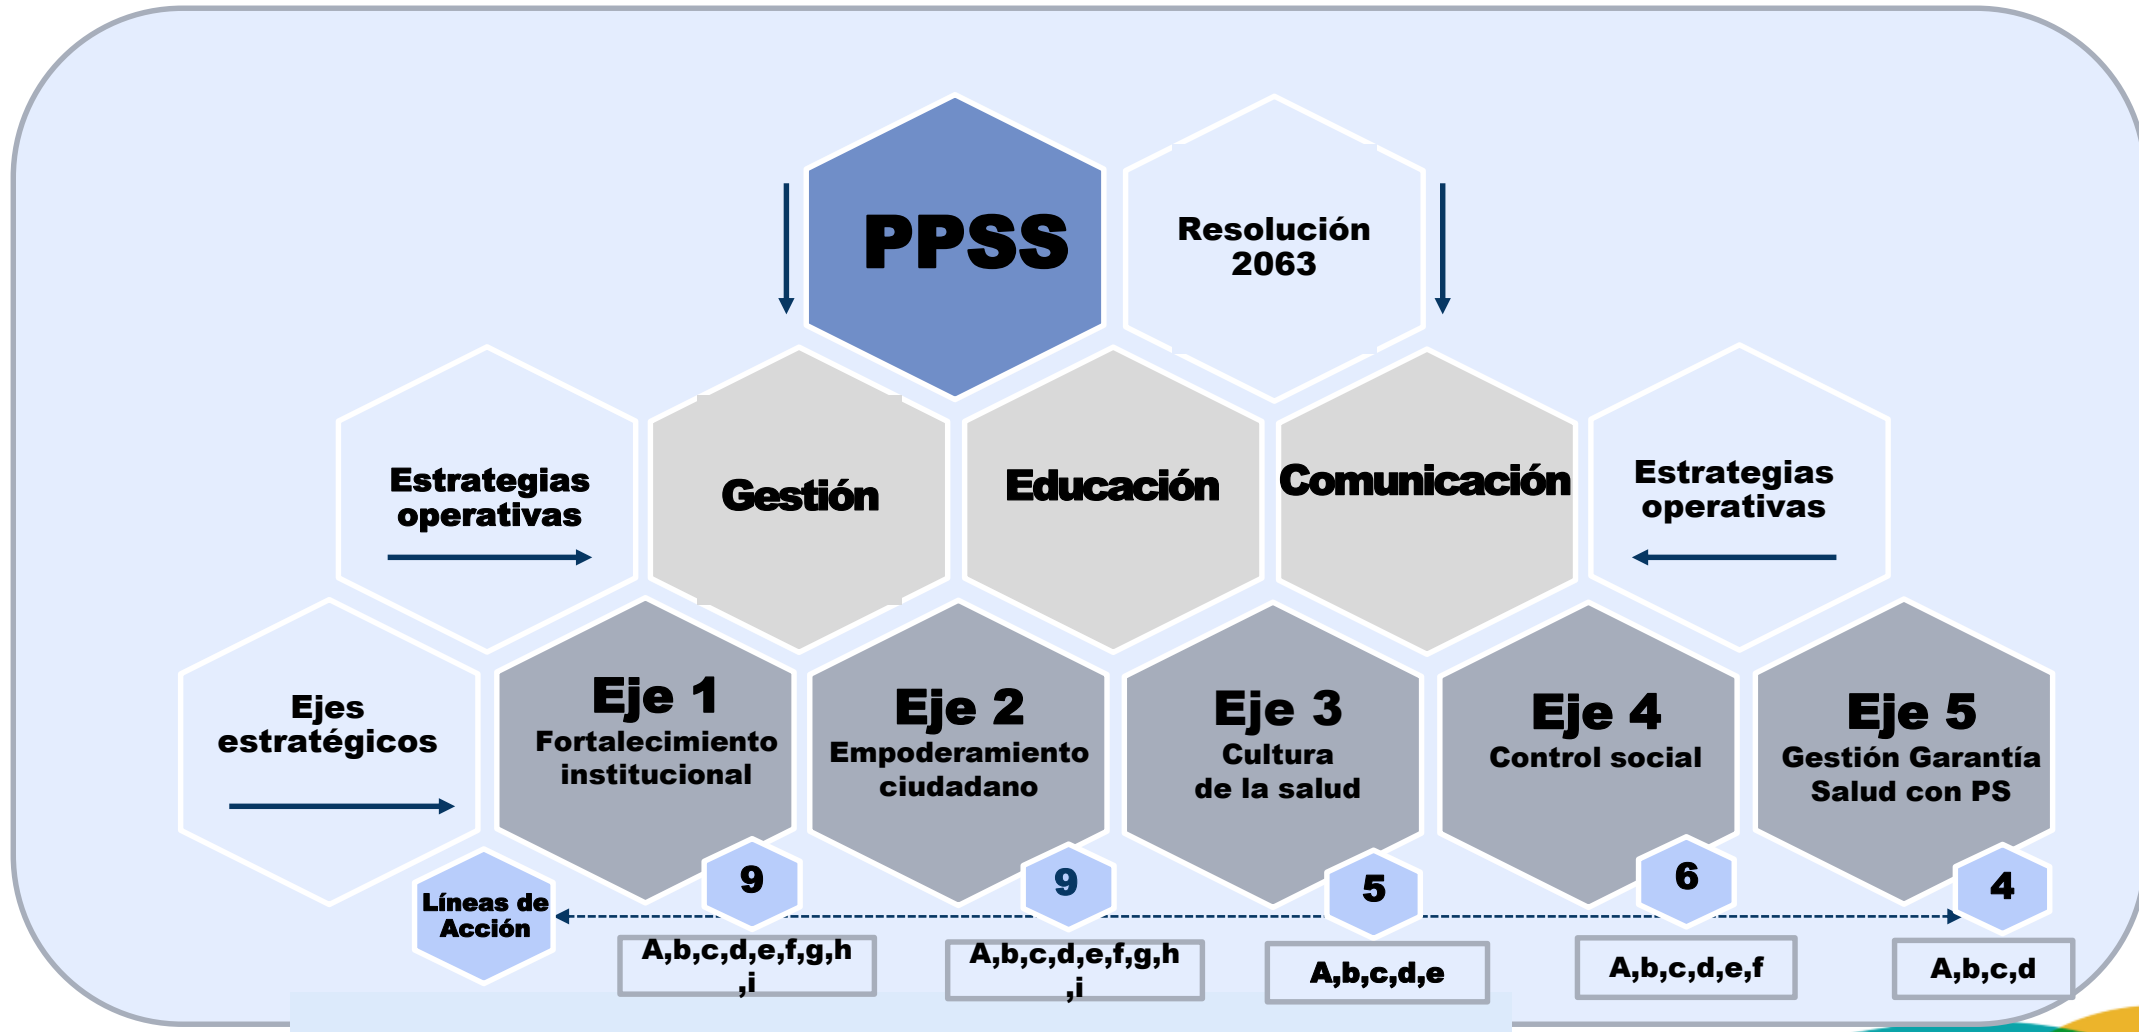 PPSS
Resolución
2063
Estrategias
operativas
Gestión
Educación
Comunicación
Estrategias
operativas
Ejes
estratégicos
Eje 1
Fortalecimiento
institucional
Eje 2
Empoderamiento
ciudadano
Eje 3
Cultura
de la salud
Eje 4
Control social
Eje 5
Gestión Garantía
Salud con PS
Líneas de
Acción
9
9
5
6
4
A,b,c,d,e,f,g,h
,i
A,b,c,d,e,f,g,h
,i
A,b,c,d,e
A,b,c,d,e,f
A,b,c,d